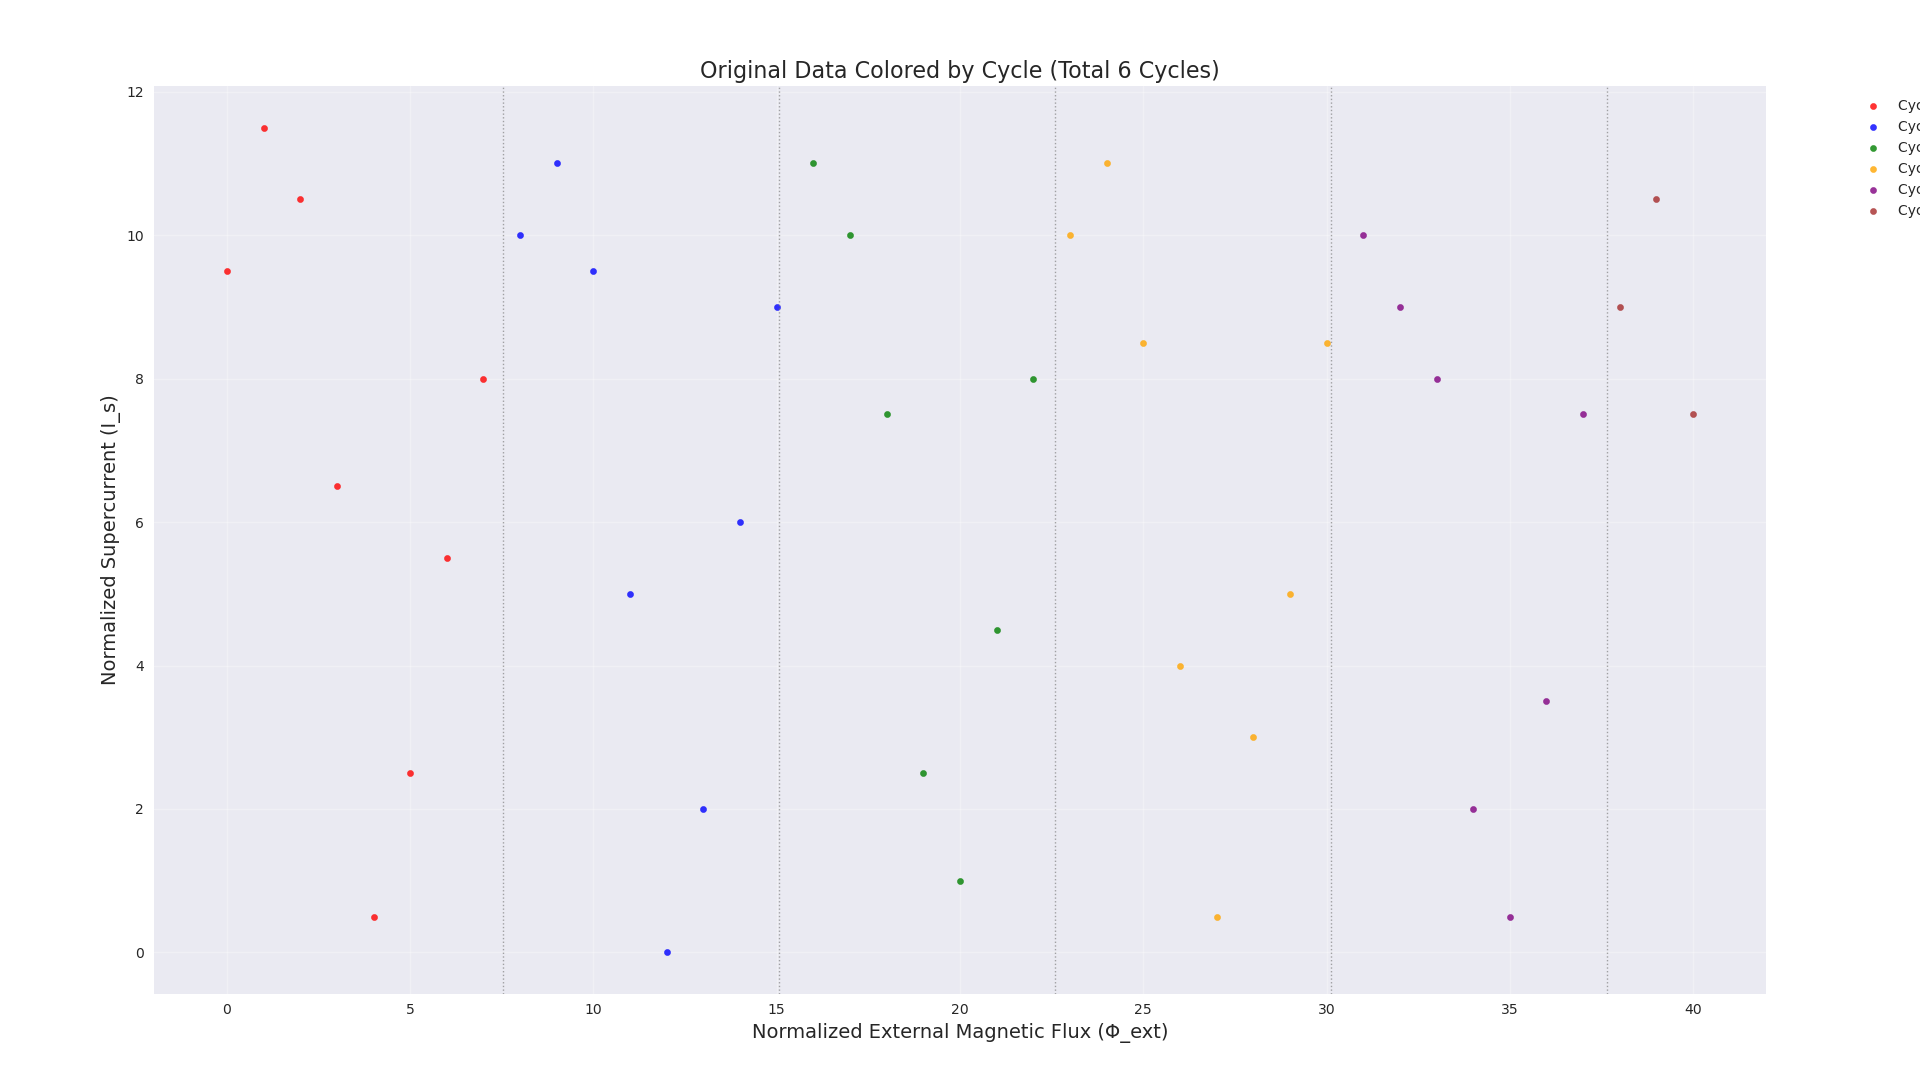 Original Data Colored by Cycle (Total 6 Cycles)
12
10
8
6
4
2
0
Normalized Supercurrent (I_s)
0 5 10 15 20 25 30 35 40
Normalized External Magnetic Flux (Φ_ext)
Cyc
Cyc
Cyc
Cyc
Cyc
Cyc